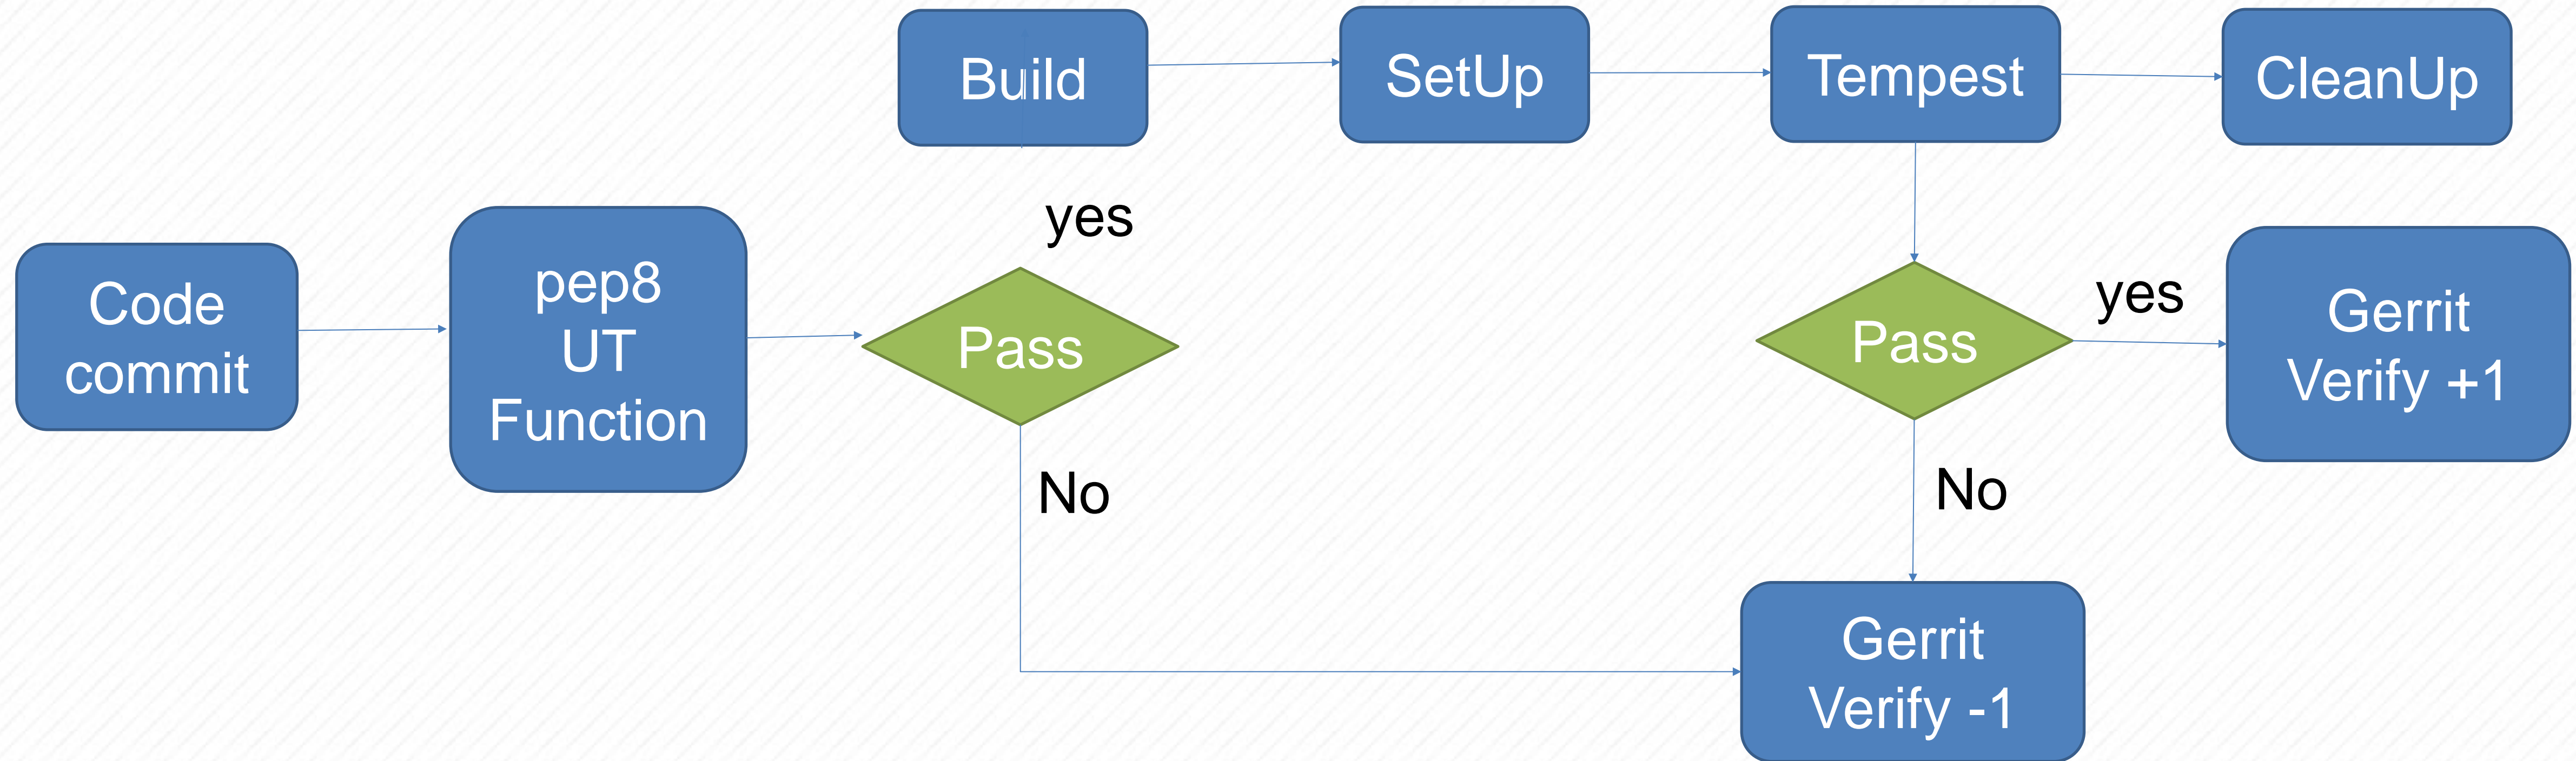 Build
SetUp
Tempest
CleanUp
yes
Code
commit
pep8
UT
Function
Pass
Pass
yes
Gerrit
Verify +1
No
No
Gerrit
Verify -1